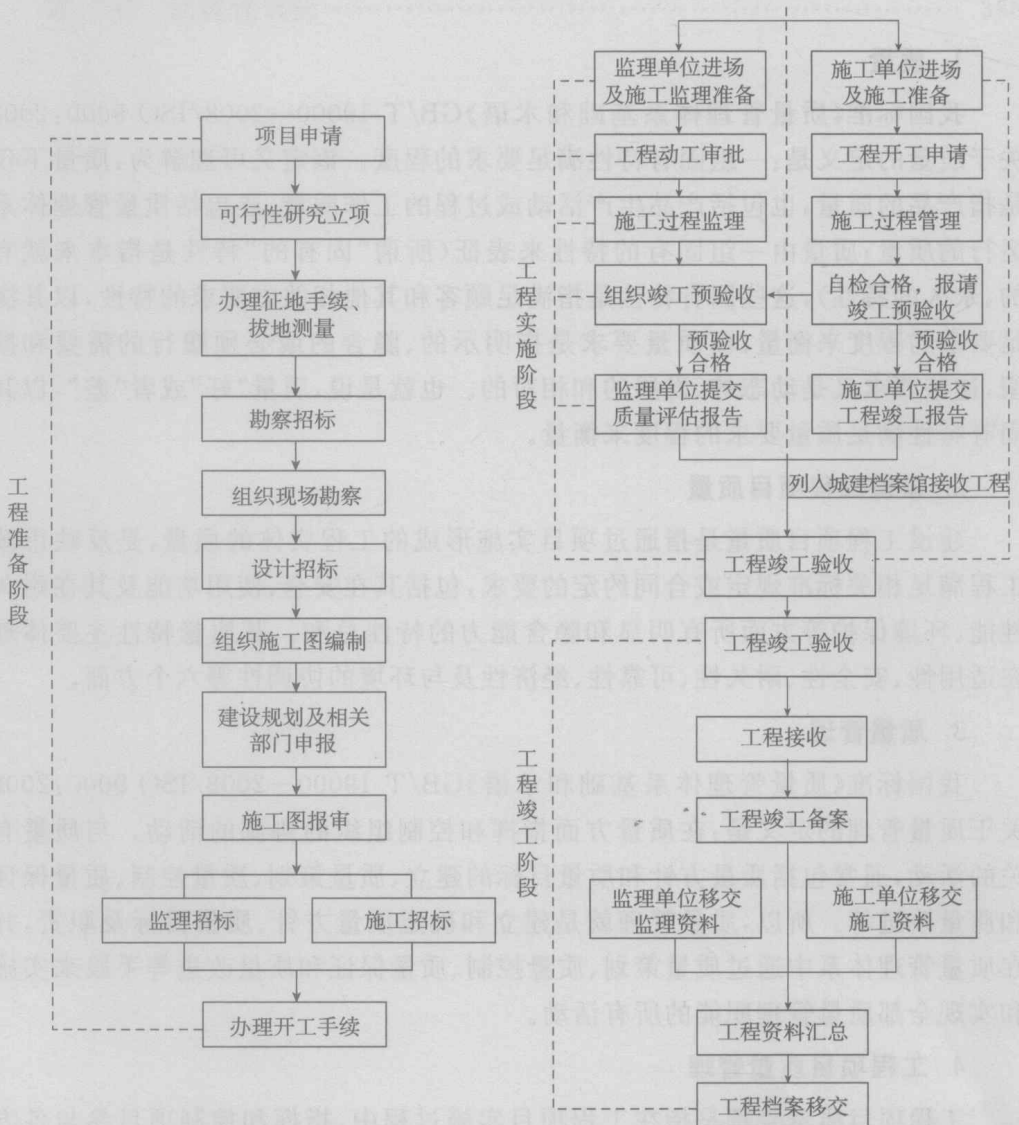 项目申请
可行性研究立项
办理征地手续、
拔地测量
勘察招标
组织现场勘察
设计招标
组织施工图编制
建设规划及相关
部门申报
施工图报审
监理招标
施工招标
办理开工手续
工程准备阶段
监理单位进场
及施工监理准备
施工单位进场
及施工准备
工程动工审批
工程开工申请
施工过程监理
施工过程管理
组织竣工预验收
自检合格，报请
竣工预验收
预验收
合格
预验收
合格
监理单位提交
质量评估报告
施工单位提交
工程竣工报告
列入城建档案馆接收工程
工程竣工验收
工程实施阶段
工程竣工验收
工程接收
工程竣工备案
监理单位移交
监理资料
施工单位移交
施工资料
工程资料汇总
工程档案移交
工程竣工阶段